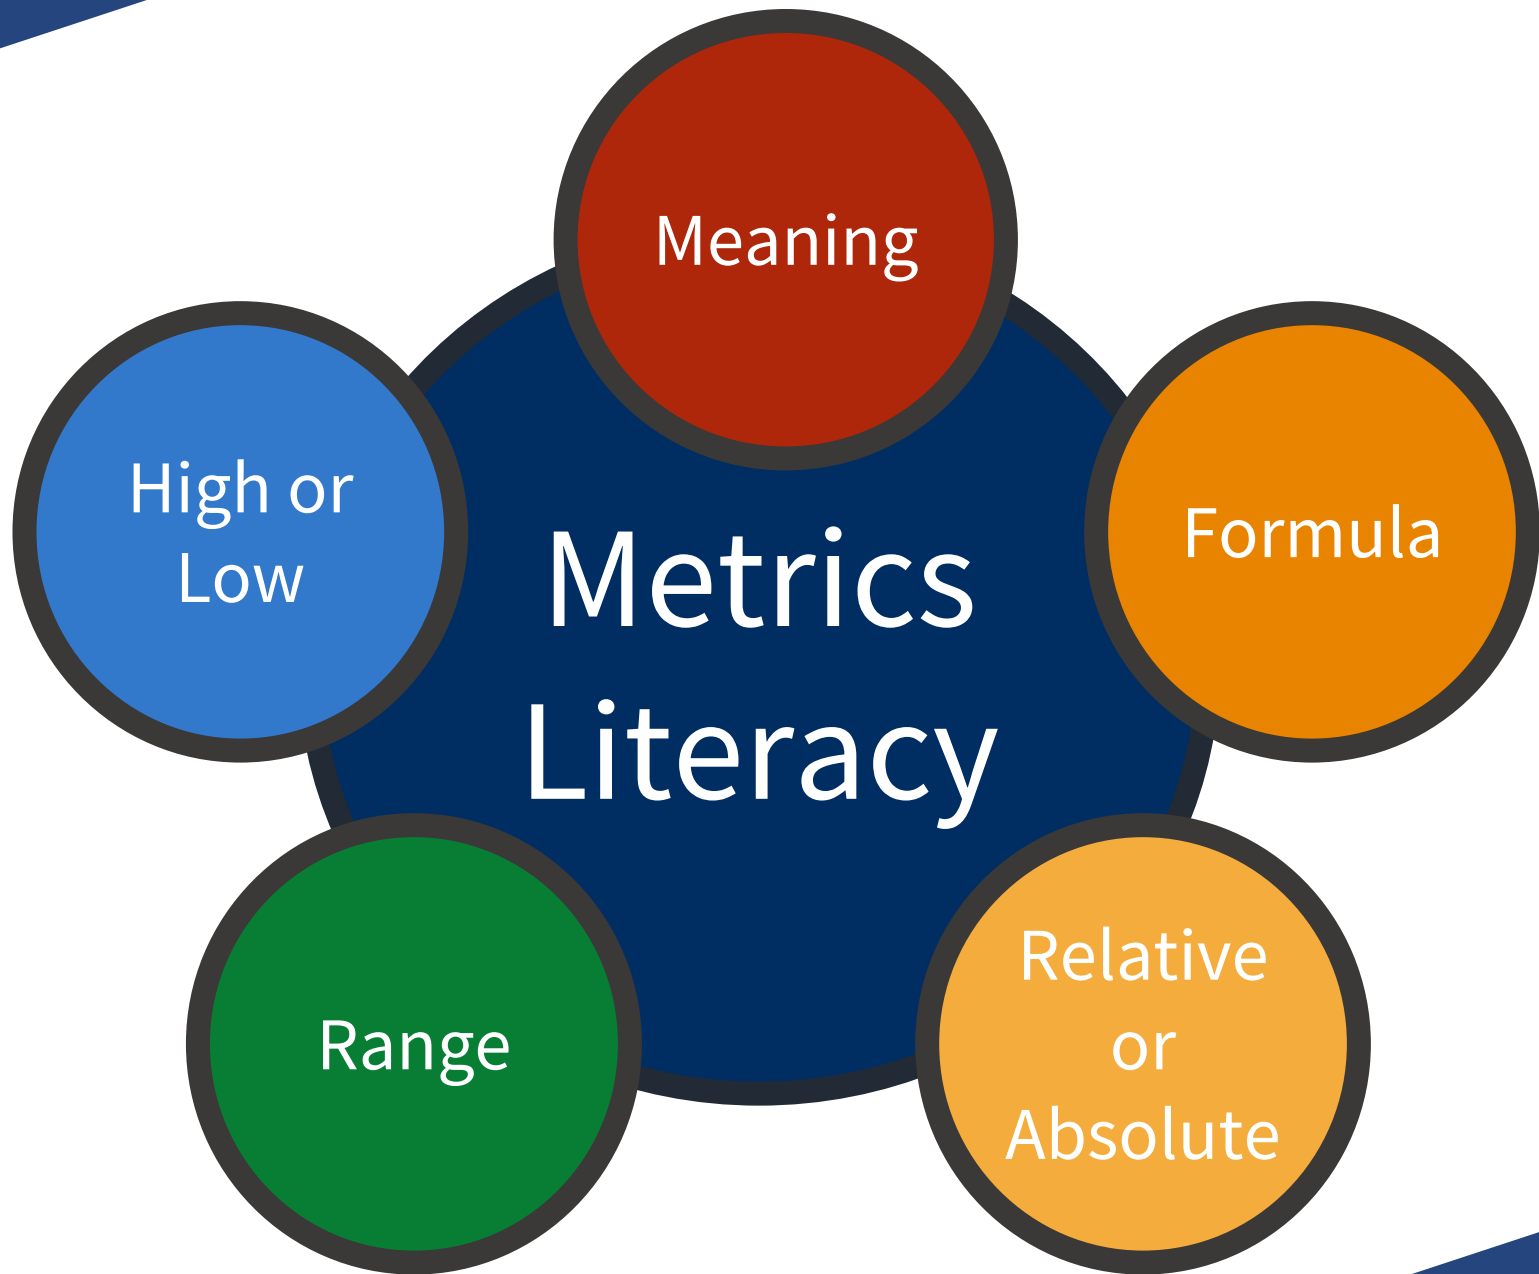 Meaning
High or
Low
Formula
Metrics
Literacy
Range
Relative
or
Absolute